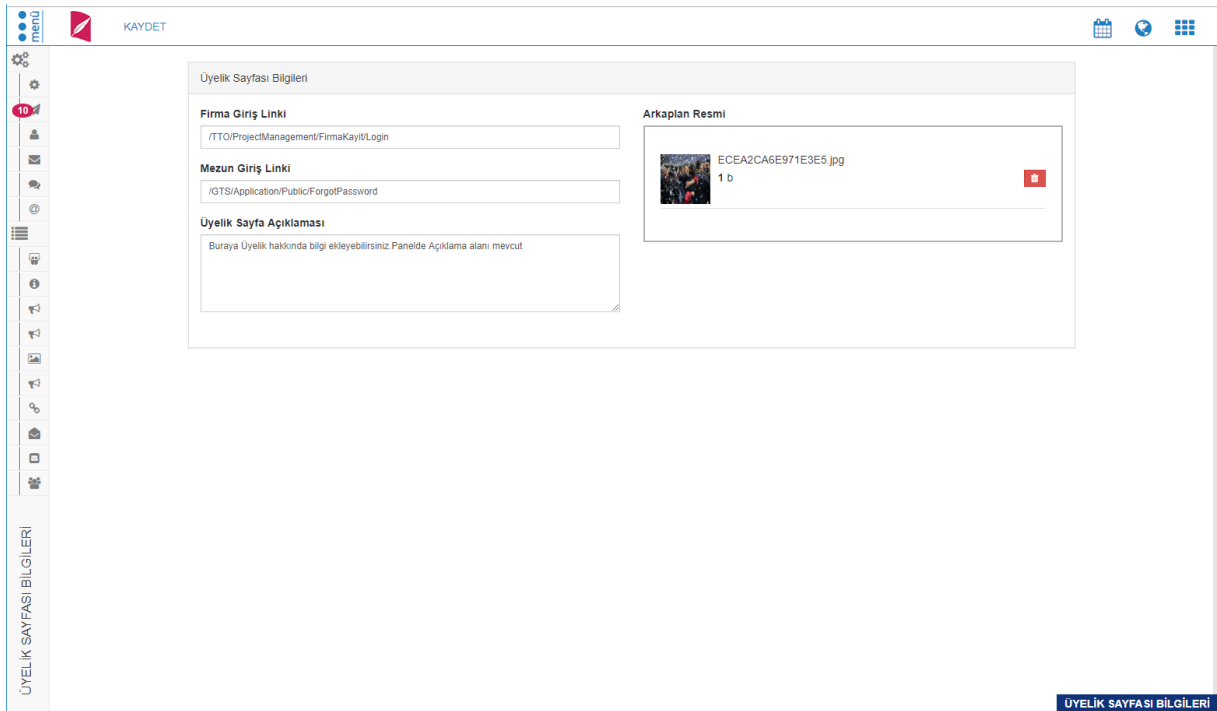 menü
KAYDET
10
@
Üyelik Sayfası Bilgileri
Firma Giriş Linki
/TTO/ProjectManagement/FirmaKayit/Login
Mezun Giriş Linki
/GTS/Application/Public/ForgotPassword
Üyelik Sayfa Açıklaması
Buraya Üyelik hakkında bilgi ekleyebilirsiniz.Panelde Açıklama alanı mevcut
Arkaplan Resmi
ECEA2CA6E971E3E5.jpg
1 b
ÜYELİK SAYFASI BİLGİLERİ
ÜYELİK SAYFASI BİLGİLERİ